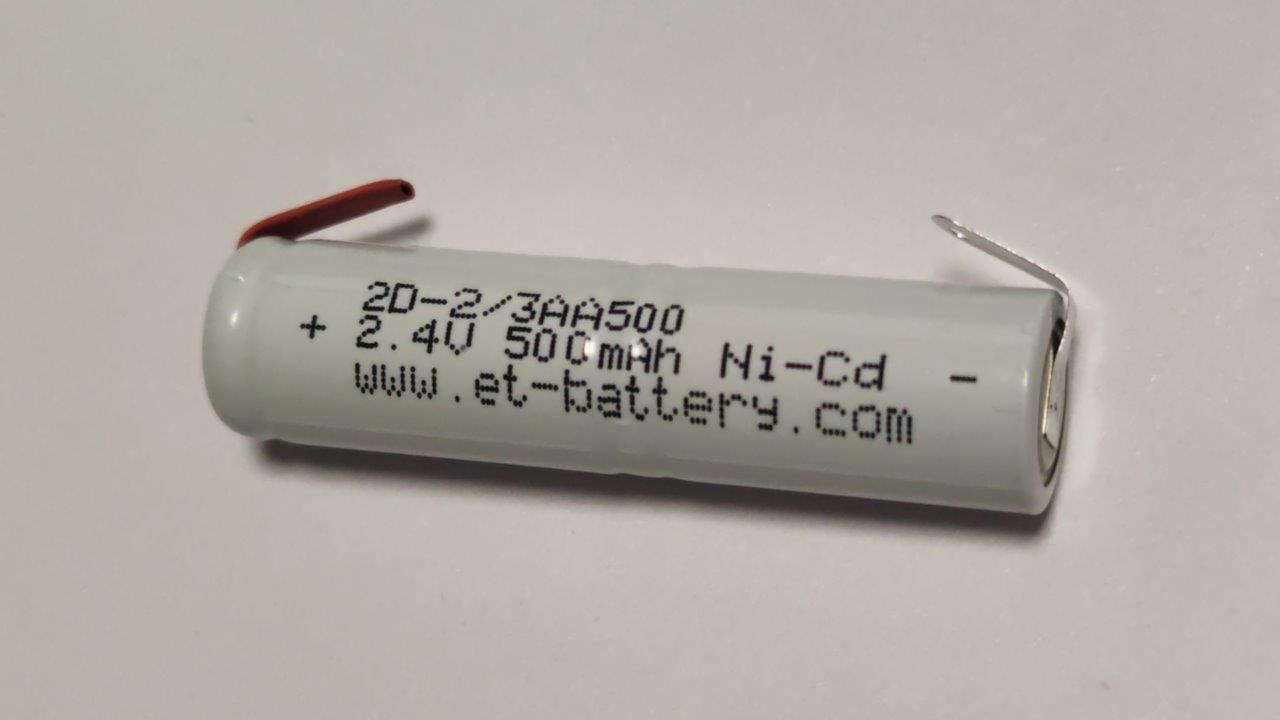 2D-2/3AA500
+ 2.4V 500mAh Ni-Cd -
www.et-battery.com